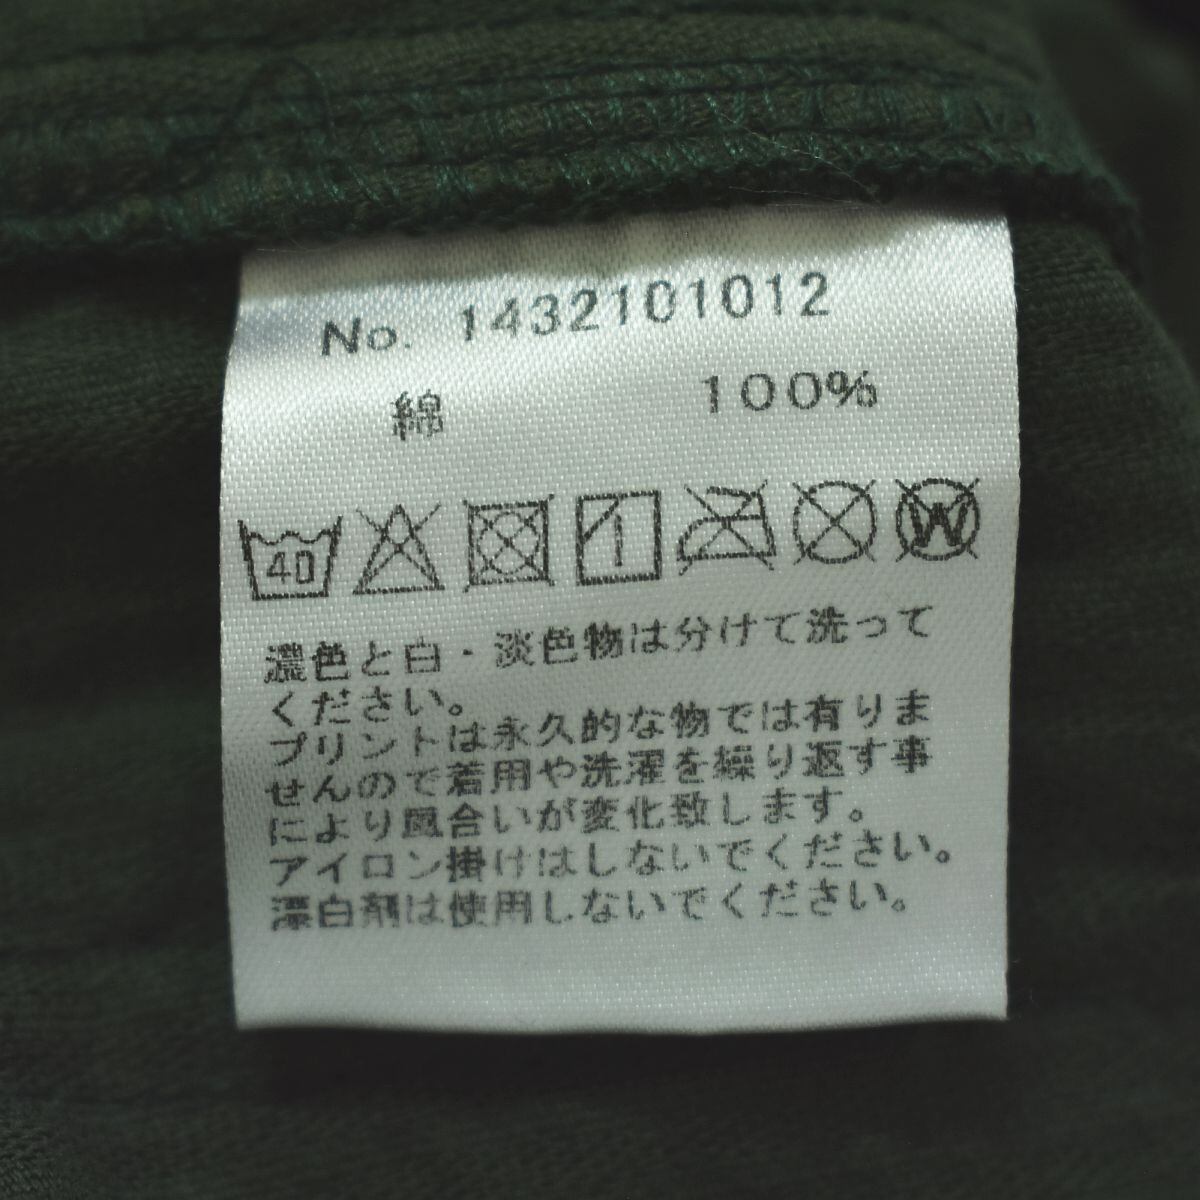 No. 1432101012
綿 100%
40 1 W
濃色と白・淡色物は分けて洗って
ください。
プリントは永久的な物では有りま
せんので着用や洗濯を繰り返す事
により風合いが変化致します。
アイロン掛けはしないでください。
漂白剤は使用しないでください。